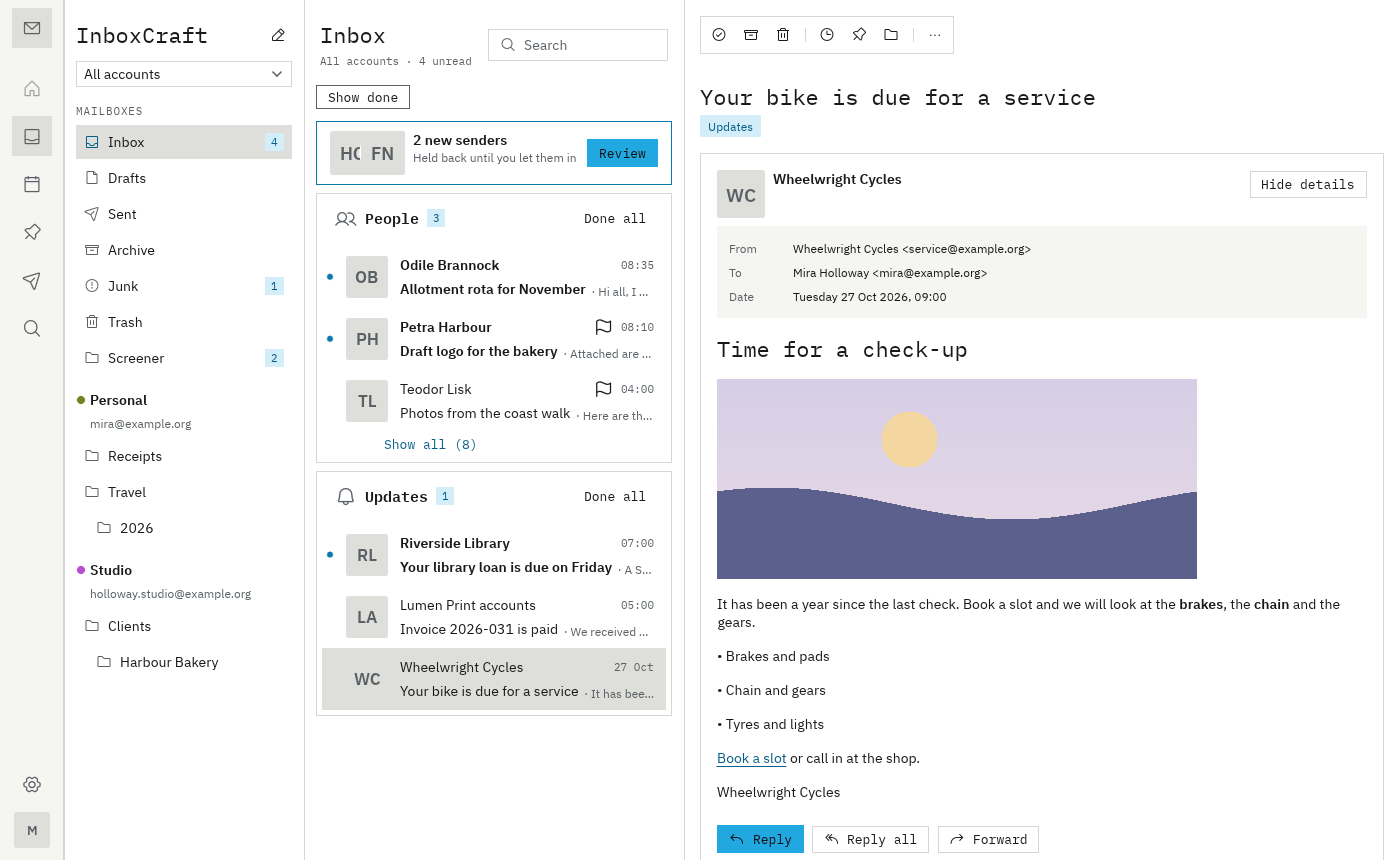 InboxCraft
All accounts
MAILBOXES
Inbox 4
Drafts
Sent
Archive
Junk 1
Trash
Screener 2
Personal
mira@example.org
Receipts
Travel
2026
Studio
holloway.studio@example.org
Clients
Harbour Bakery
M
Inbox
All accounts · 4 unread
Search
Show done
HC FN
2 new senders
Held back until you let them in
Review
People 3
Done all
OB
Odile Brannock 08:35
Allotment rota for November · Hi all, I ...
PH
Petra Harbour 08:10
Draft logo for the bakery · Attached are ...
TL
Teodor Lisk 04:00
Photos from the coast walk · Here are th...
Show all (8)
Updates 1
Done all
RL
Riverside Library 07:00
Your library loan is due on Friday · A S...
LA
Lumen Print accounts 05:00
Invoice 2026-031 is paid · We received ...
WC
Wheelwright Cycles 27 Oct
Your bike is due for a service · It has bee...
Your bike is due for a service
Updates
WC
Wheelwright Cycles
Hide details
From Wheelwright Cycles <service@example.org>
To Mira Holloway <mira@example.org>
Date Tuesday 27 Oct 2026, 09:00
Time for a check-up
It has been a year since the last check. Book a slot and we will look at the brakes, the chain and the
gears.
• Brakes and pads
• Chain and gears
• Tyres and lights
Book a slot or call in at the shop.
Wheelwright Cycles
Reply
Reply all
Forward